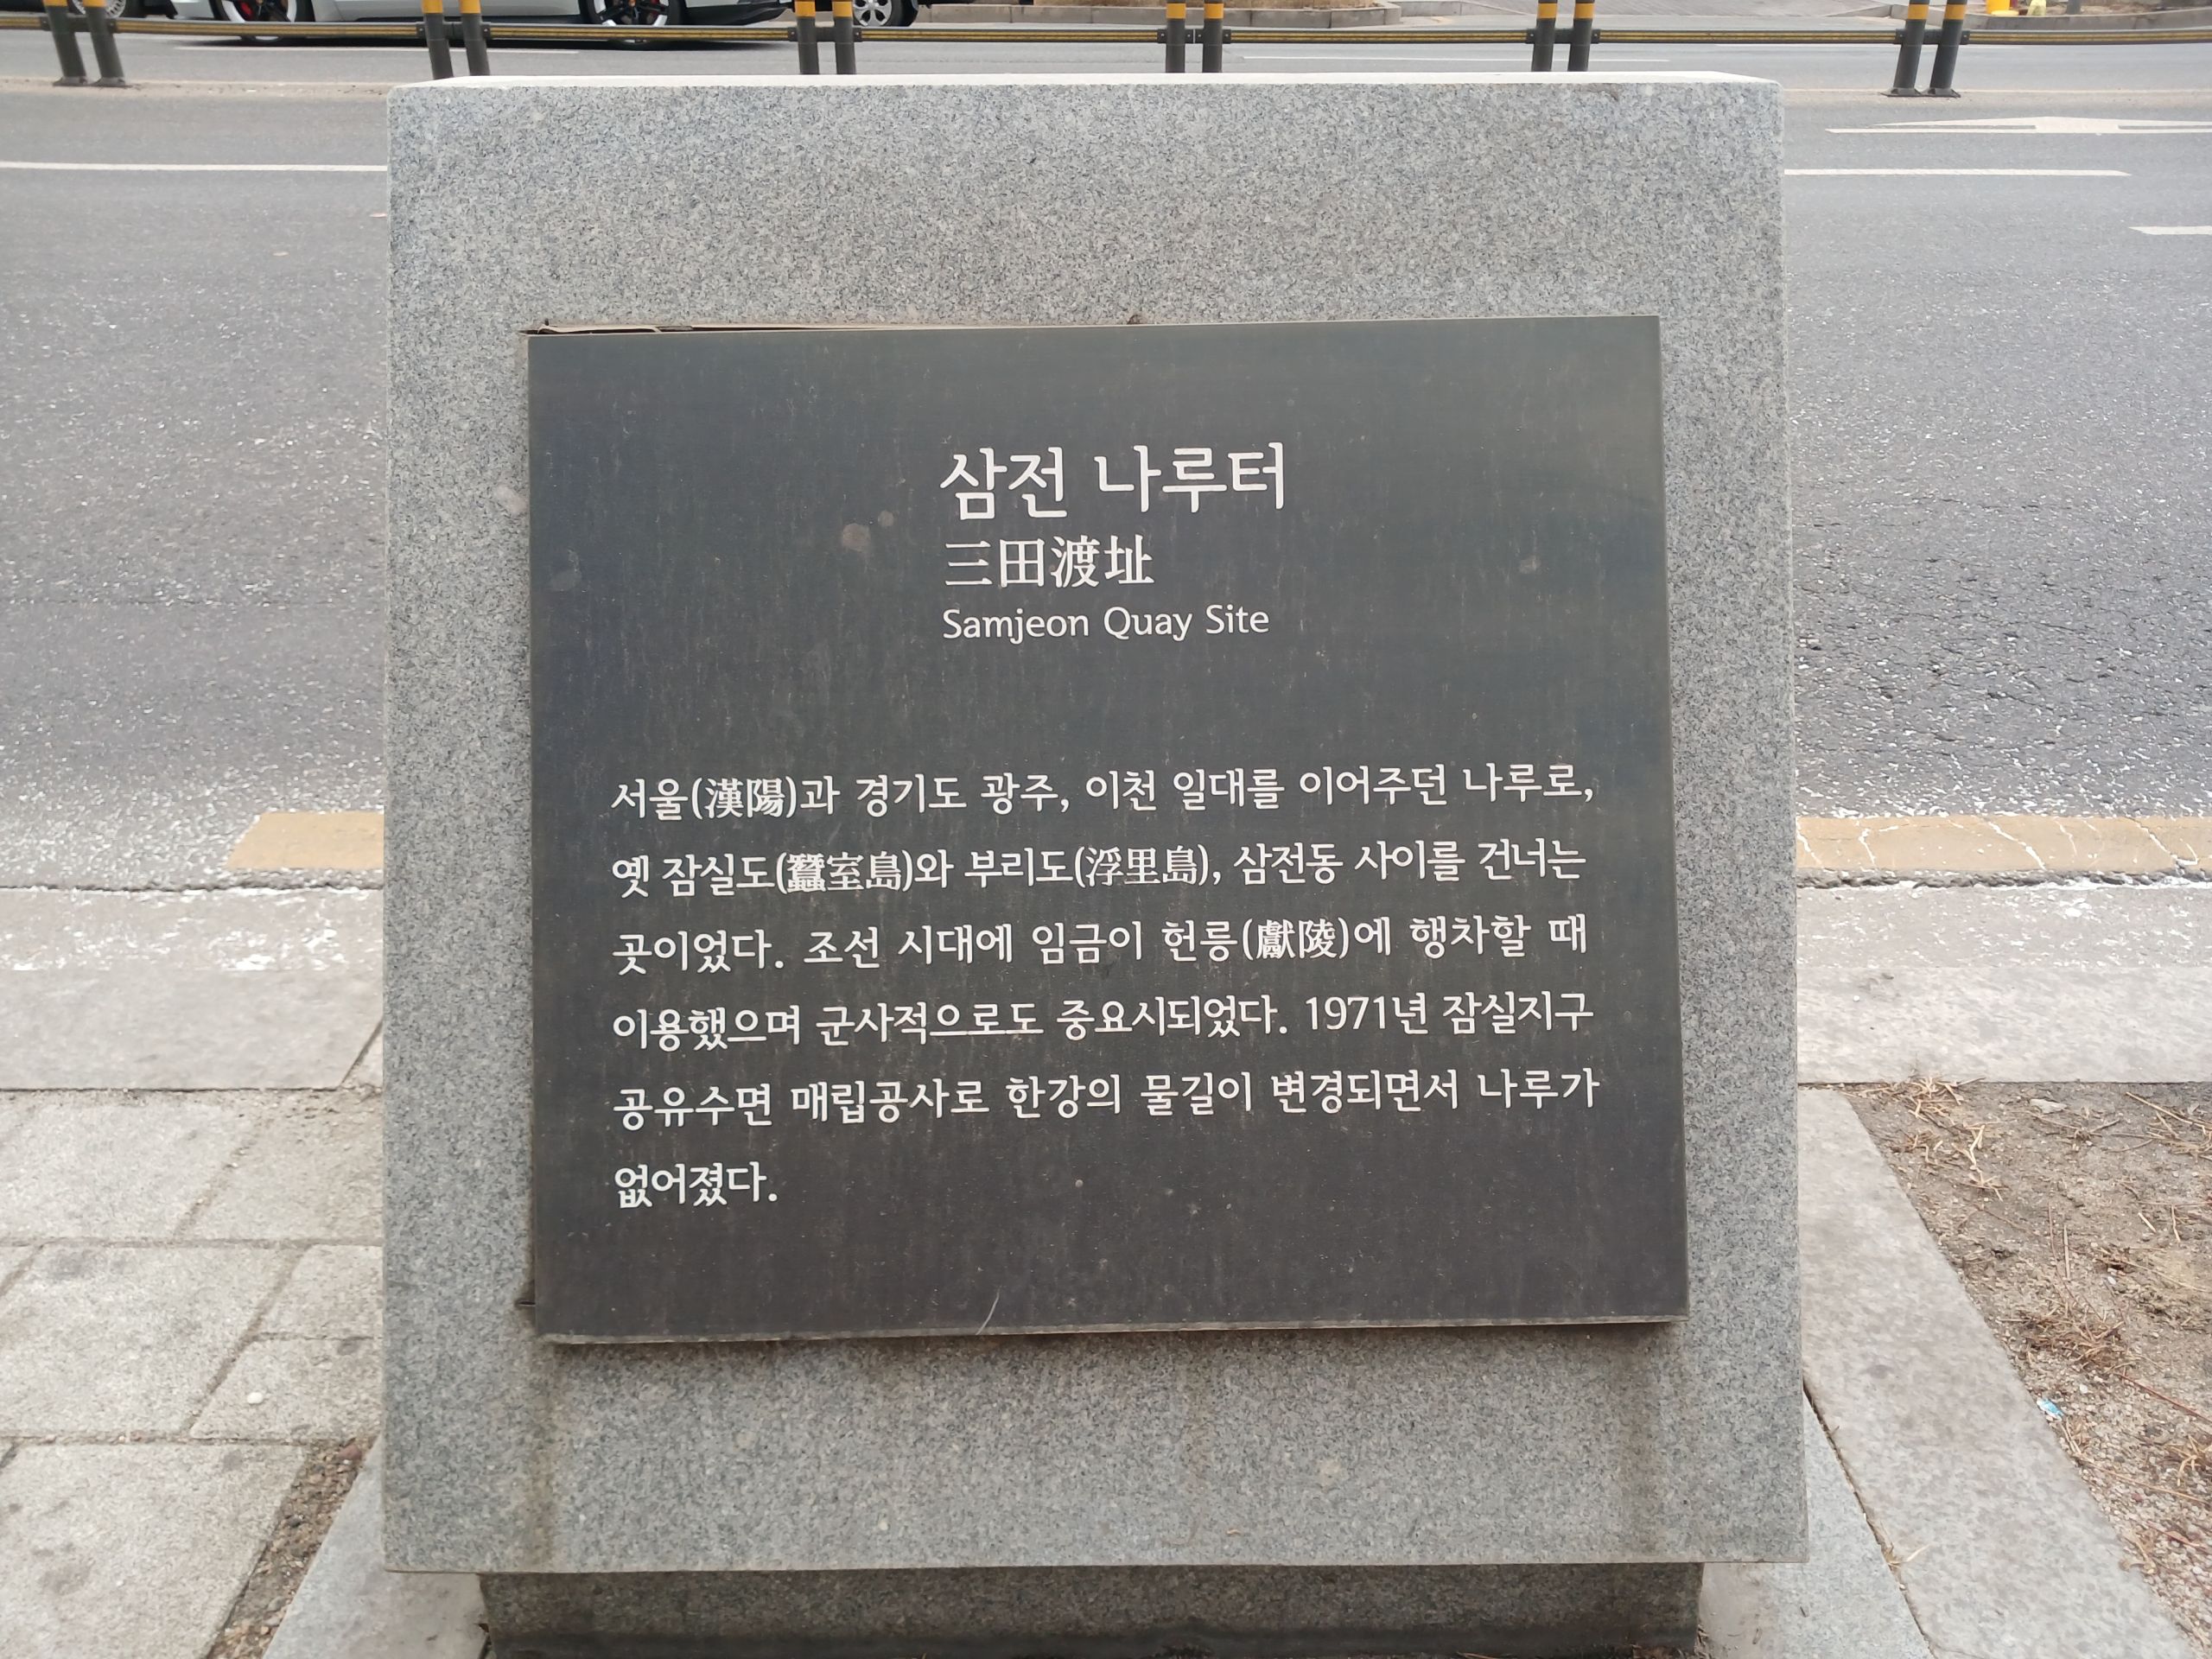 삼전 나루터
三田渡址
Samjeon Quay Site
서울(漢陽)과 경기도 광주, 이천 일대를 이어주던 나루로,
옛 잠실도(蠶室島)와 부리도(浮里島), 삼전동 사이를 건너는
곳이었다. 조선 시대에 임금이 헌릉(獻陵)에 행차할 때
이용했으며 군사적으로도 중요시되었다. 1971년 잠실지구
공유수면 매립공사로 한강의 물길이 변경되면서 나루가
없어졌다.